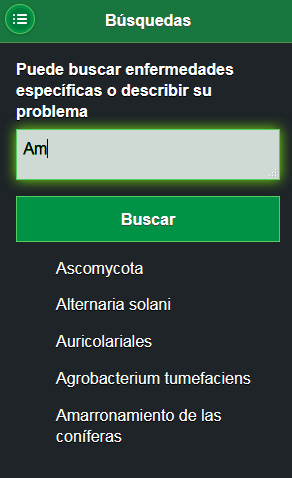 Búsquedas
Puede buscar enfermedades
específicas o describir su
problema
Am
Buscar
Ascomycota
Alternaria solani
Auricolariales
Agrobacterium tumefaciens
Amarronamiento de las
coníferas